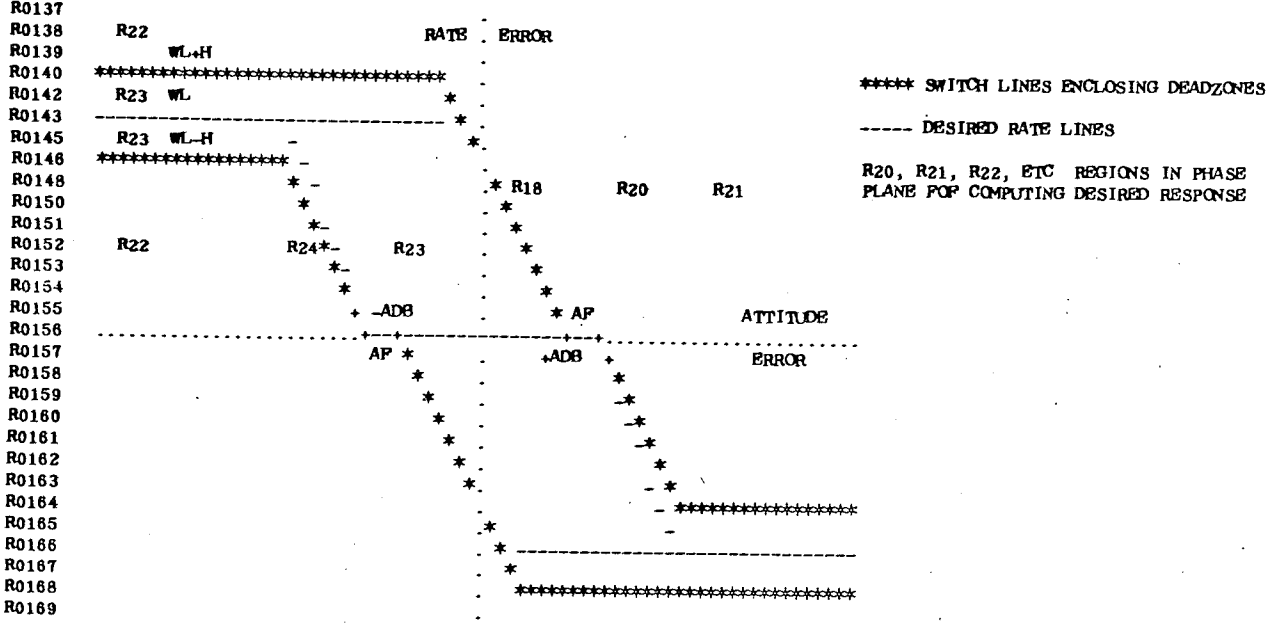 R0137
R0138 R22 RATE . ERROR
R0139 WL+H
R0140 **********************************
R0142 R23 WL *
R0143 ---------------------------------- *
R0145 R23 WL-H - *
R0146 ******************* -
R0148 * - * R18 R20 R21
R0150 * *
R0151 *- *
R0152 R22 R24*- R23 *
R0153 *- *
R0154 * *
R0155 + -ADB * AF ATTITUDE
R0156 ..........................+--+----------------+--+.........................
R0157 AF * +ADB + ERROR
R0158 * *
R0159 * -*
R0160 * -*
R0161 * -*
R0162 * *
R0163 * - *
R0164 - *****************
R0165 * -
R0166 * --------------------------------
R0167 *
R0168 *********************************
R0169
***** SWITCH LINES ENCLOSING DEADZONES
----- DESIRED RATE LINES
R20, R21, R22, ETC REGIONS IN PHASE
PLANE FOR COMPUTING DESIRED RESPONSE